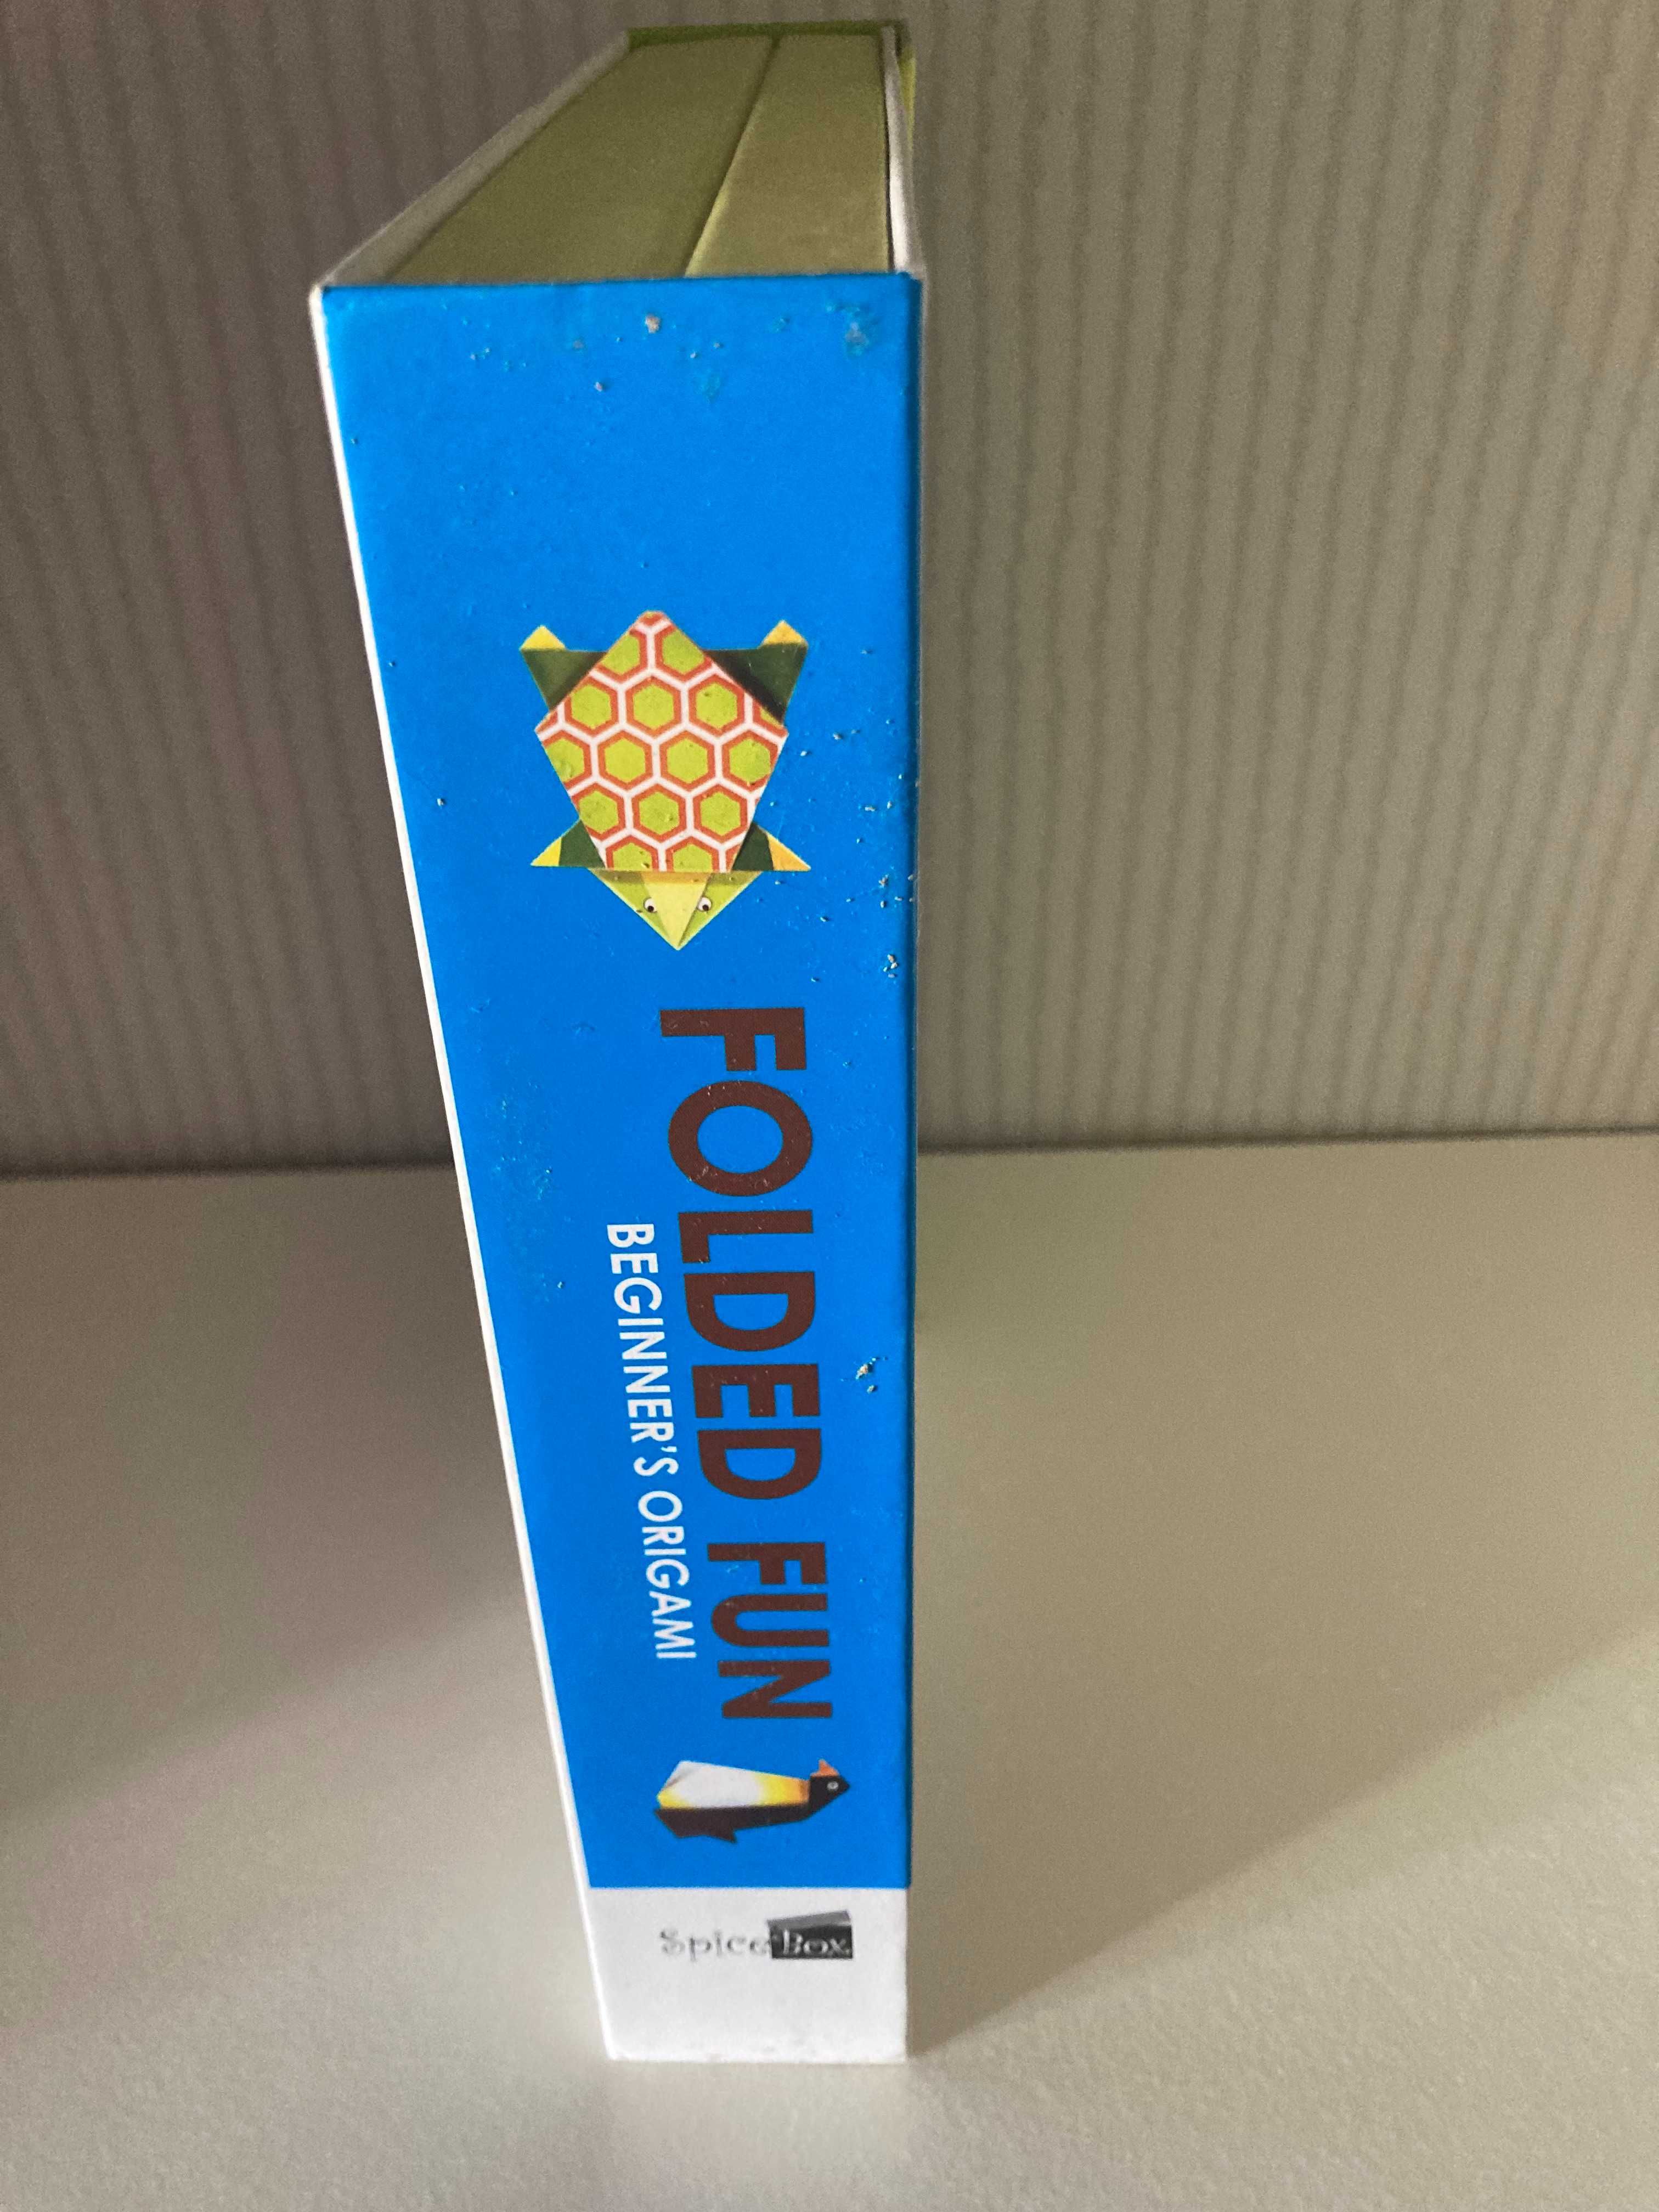 FOLDED FUN
BEGINNER'S ORIGAMI
SpiceBox